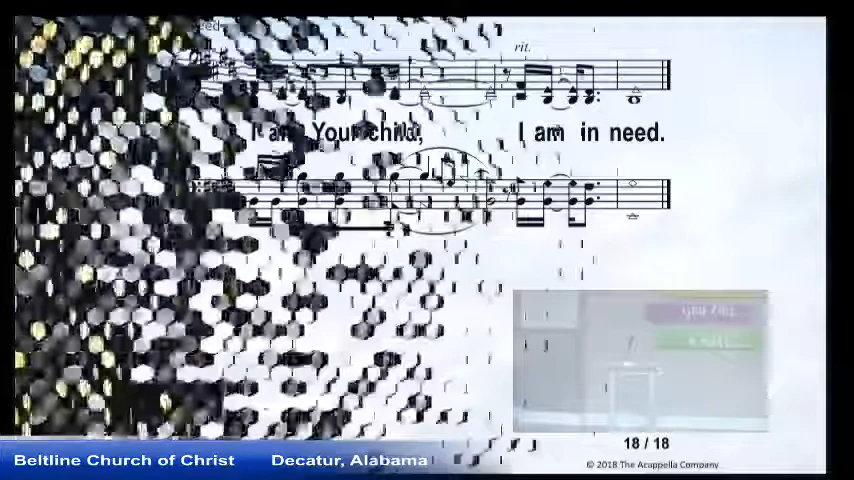 need
rit.
I am Your child,
I am in need.
18 / 18
© 2018 The Acappella Company
Beltline Church of Christ Decatur, Alabama